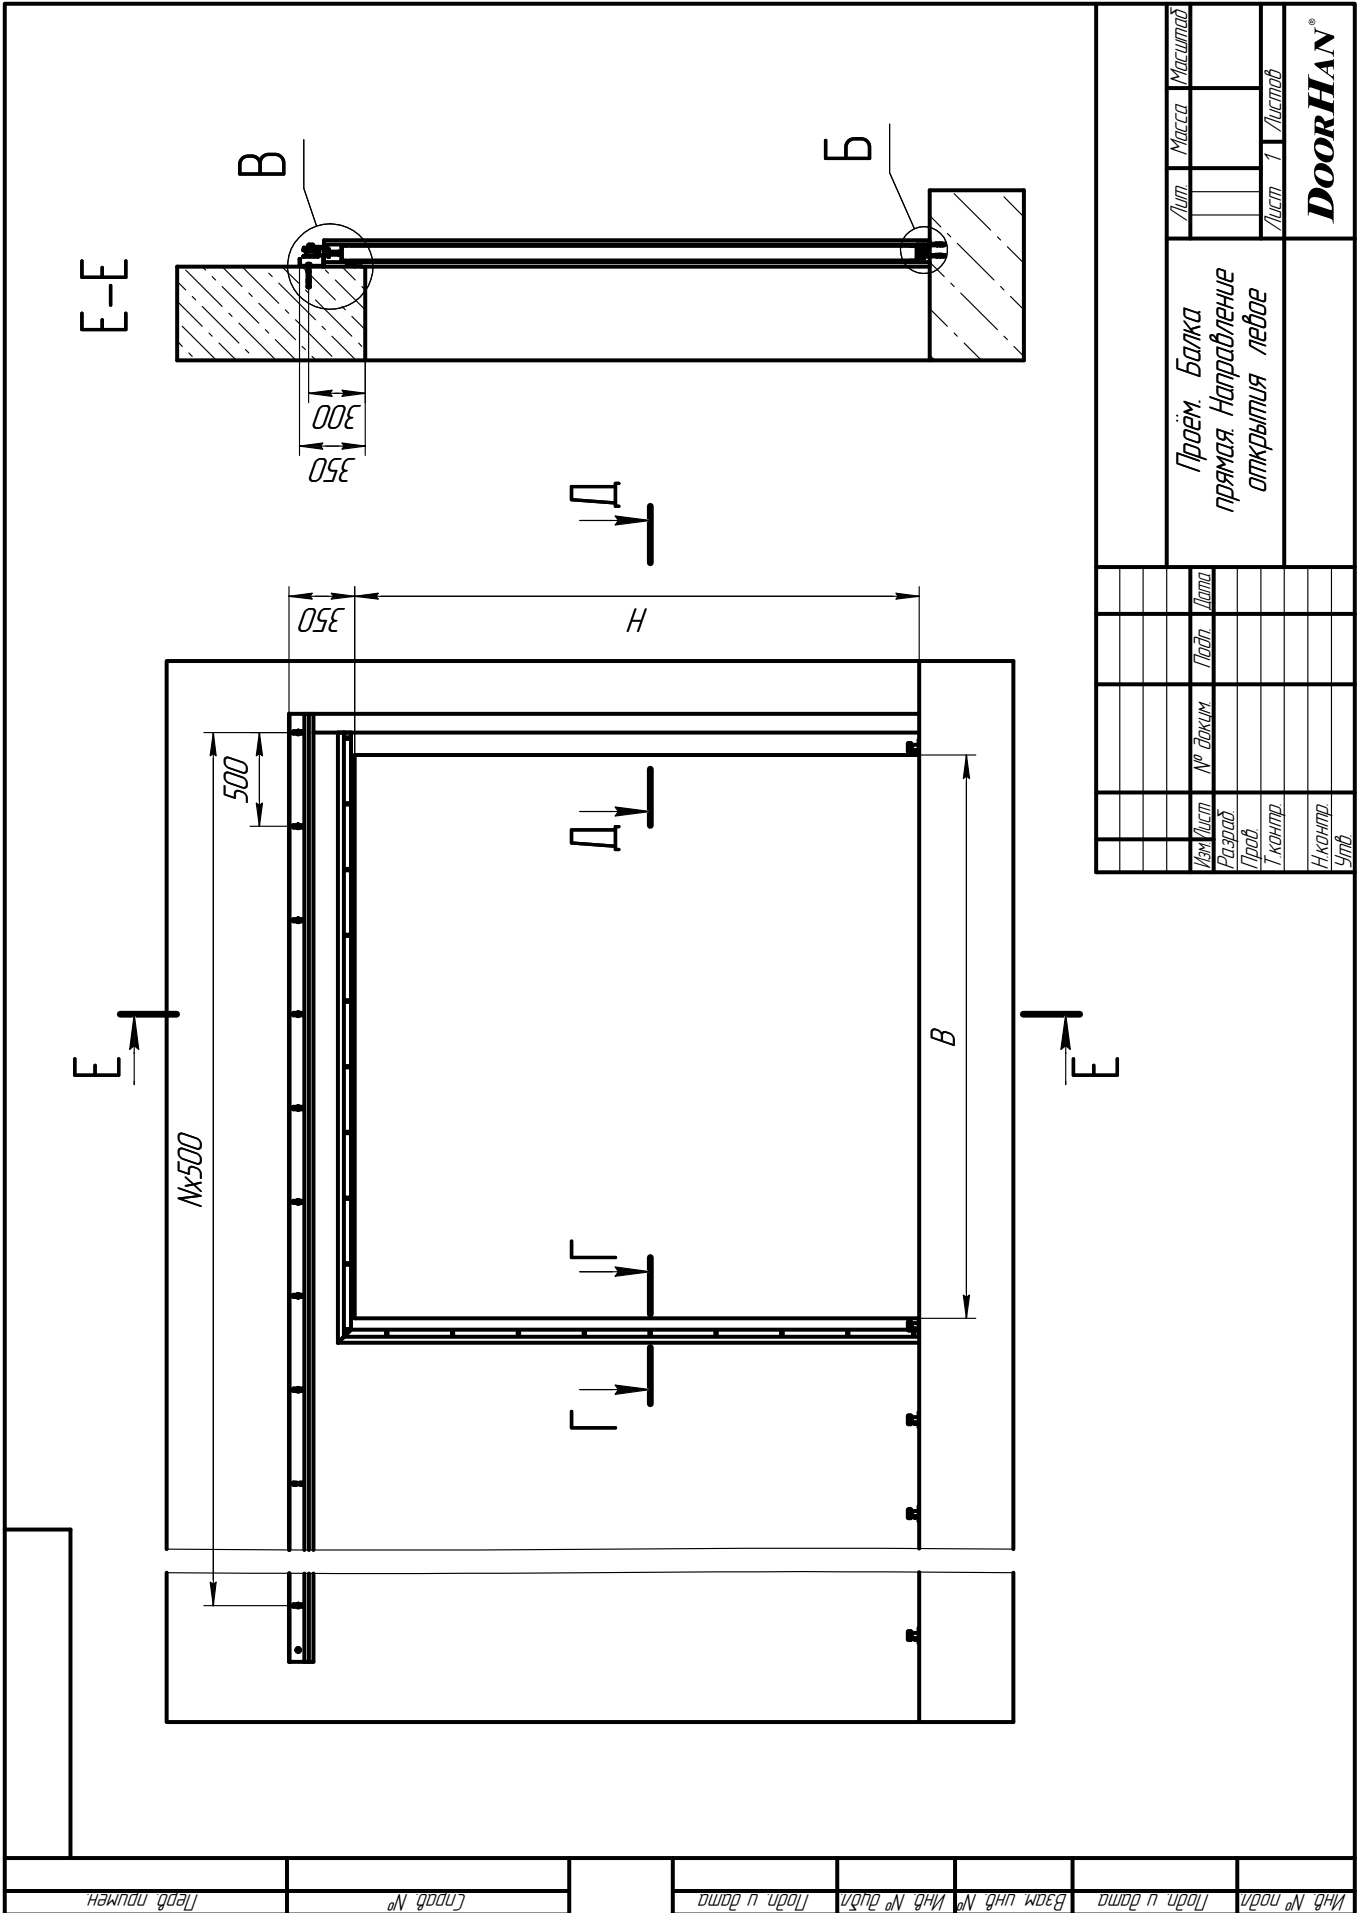 Е-Е
В
Б
300
350
Д
Д
350
H
500
Nx500
Е
Е
Г
Г
B
Изм.
Лист
№ докум.
Подп.
Дата
Разраб.
Пров.
Т.контр.
Н.контр.
Утв.
Проём. Балка
прямая. Направление
открытия левое
Лит.
Масса
Масштаб
Лист 1
Листов
DOORHAN®
Перв. примен.
Справ. №
Подп. и дата
Инв. № дубл.
Взам. инв. №
Подп. и дата
Инв. № подл.